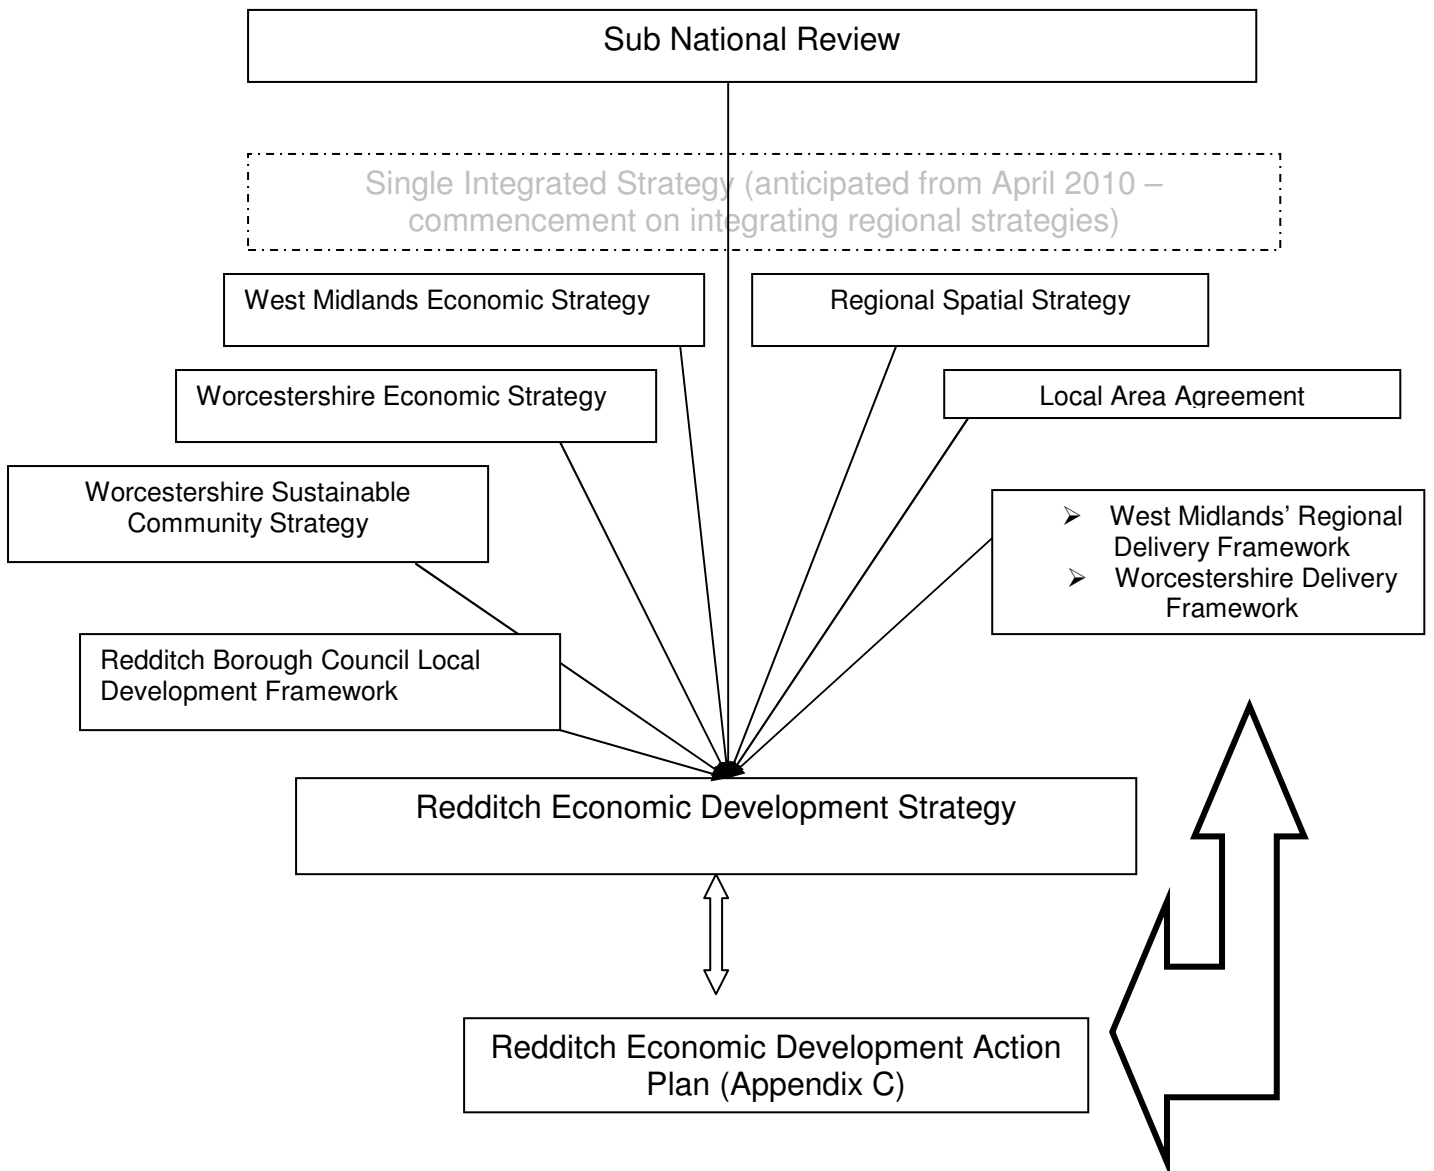 Sub National Review
Single Integrated Strategy (anticipated from April 2010 –
commencement on integrating regional strategies)
West Midlands Economic Strategy
Regional Spatial Strategy
Worcestershire Economic Strategy
Local Area Agreement
Worcestershire Sustainable
Community Strategy
➢ West Midlands’ Regional
Delivery Framework
➢ Worcestershire Delivery
Framework
Redditch Borough Council Local
Development Framework
Redditch Economic Development Strategy
Redditch Economic Development Action
Plan (Appendix C)